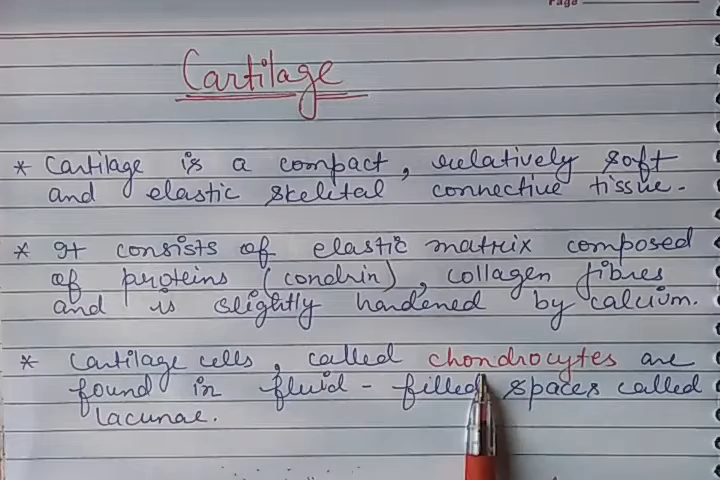 Page
Cartilage
* Cartilage is a compact, relatively soft
and elastic skeletal connective tissue.
* It consists of elastic matrix composed
of proteins (condrin), collagen fibres
and is slightly hardened by calcium.
* Cartilage cells, called chondrocytes are
found in fluid-filled spaces called
lacunae.